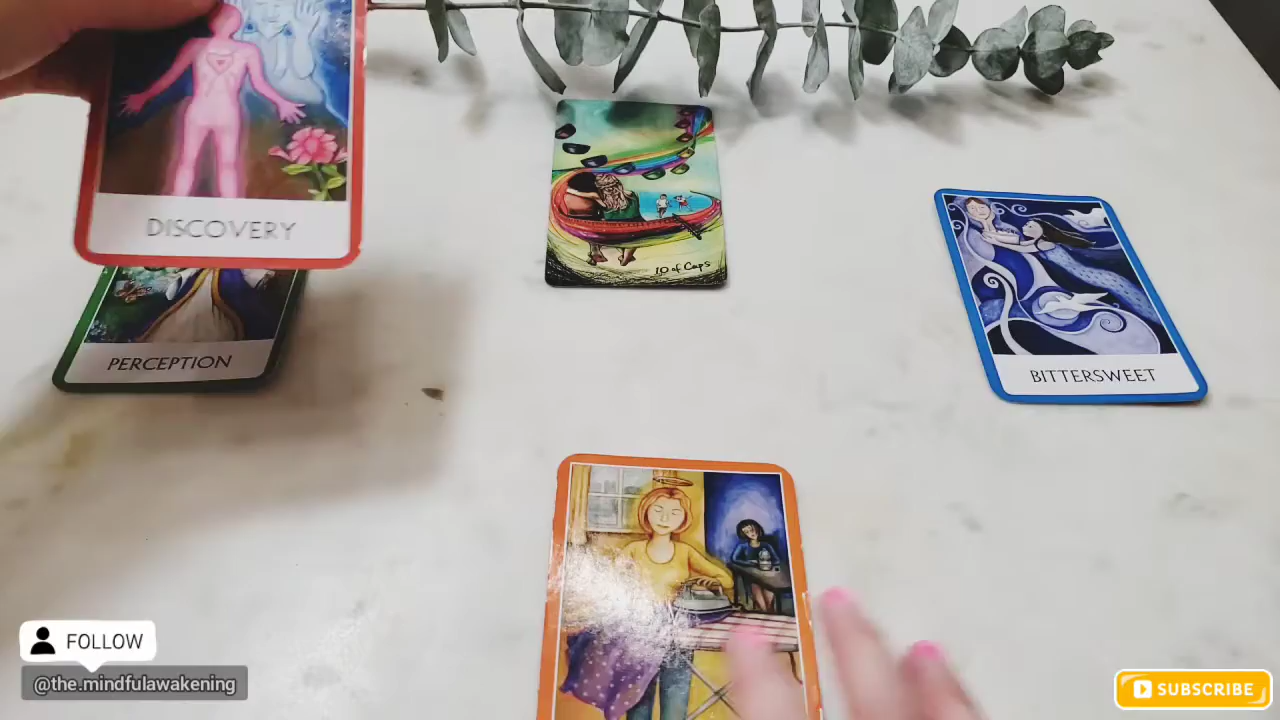 DISCOVERY
10 of Cups
PERCEPTION
BITTERSWEET
FOLLOW
@the.mindfulawakening
SUBSCRIBE